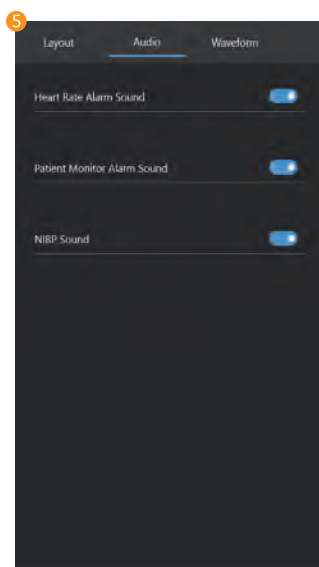 5
Layout Audio Waveform
Heart Rate Alarm Sound
Patient Monitor Alarm Sound
NIBP Sound